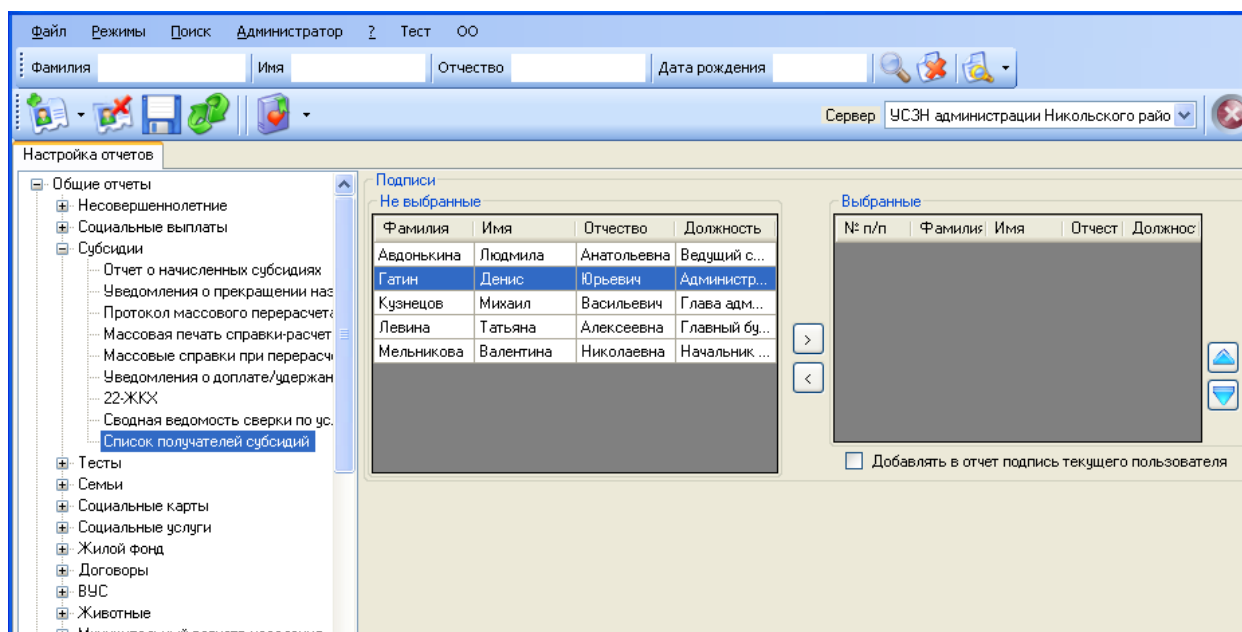 Файл Режимы Поиск Администратор ? Тест ОО
Фамилия Имя Отчество Дата рождения
Сервер УСЗН администрации Никольского райо
Настройка отчетов
Общие отчеты
Несовершеннолетние
Социальные выплаты
Субсидии
Отчет о начисленных субсидиях
Уведомления о прекращении наз
Протокол массового перерасчета
Массовая печать справки-расчет
Массовые справки при перерасч
Уведомления о доплате/удержан
22-ЖКХ
Сводная ведомость сверки по ус.
Список получателей субсидий
Тесты
Семьи
Социальные карты
Социальные услуги
Жилой фонд
Договоры
ВУС
Животные
Подписи
Не выбранные
Фамилия Имя Отчество Должность
Авдонькина Людмила Анатольевна Ведущий с...
Гатин Денис Юрьевич Администр...
Кузнецов Михаил Васильевич Глава адм...
Левина Татьяна Алексеевна Главный бу...
Мельникова Валентина Николаевна Начальник ...
>
<
Выбранные
№ п/п Фамилия Имя Отчест Должнос
Добавлять в отчет подпись текущего пользователя